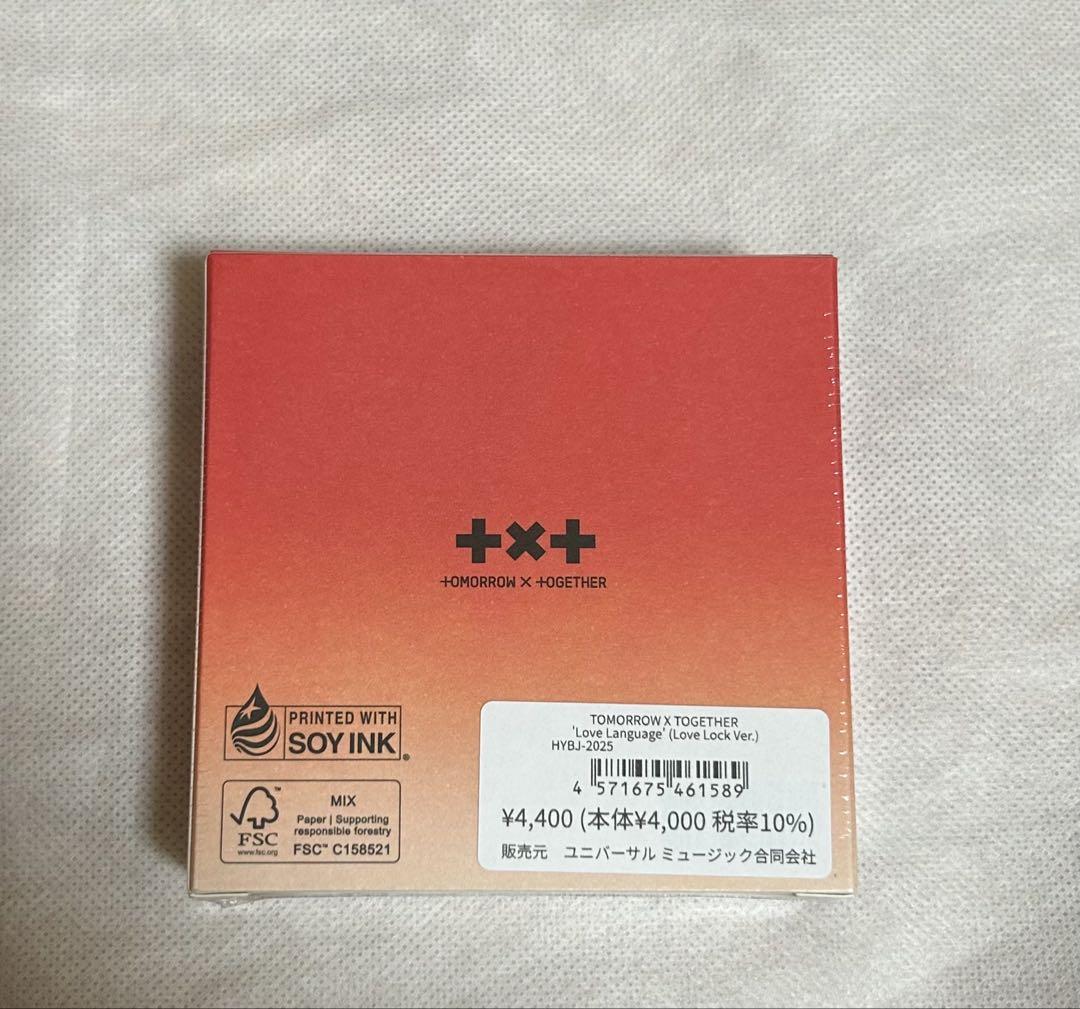 TOMORROW X TOGETHER
PRINTED WITH
SOY INK
®
FSC™
www.fsc.org
MIX
Paper | Supporting
responsible forestry
FSC™ C158521
TOMORROW X TOGETHER
'Love Language' (Love Lock Ver.)
HYBJ-2025
4 571675 461589
¥4,400 (本体¥4,000 税率10%)
販売元 ユニバーサル ミュージック合同会社